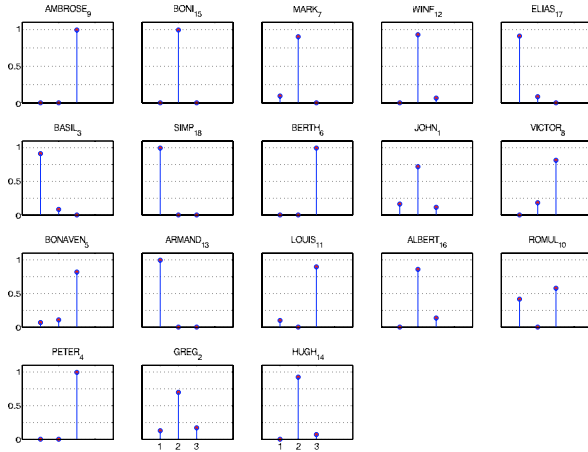 AMBROSE9 BONI15 MARK7 WINF12 ELIAS17
1
0.5
0
BASIL3 SIMP18 BERTH6 JOHN1 VICTOR8
1
0.5
0
BONAVEN5 ARMAND13 LOUIS11 ALBERT16 ROMUL10
1
0.5
0
PETER4 GREG2 HUGH14
1
0.5
0
1 2 3 1 2 3